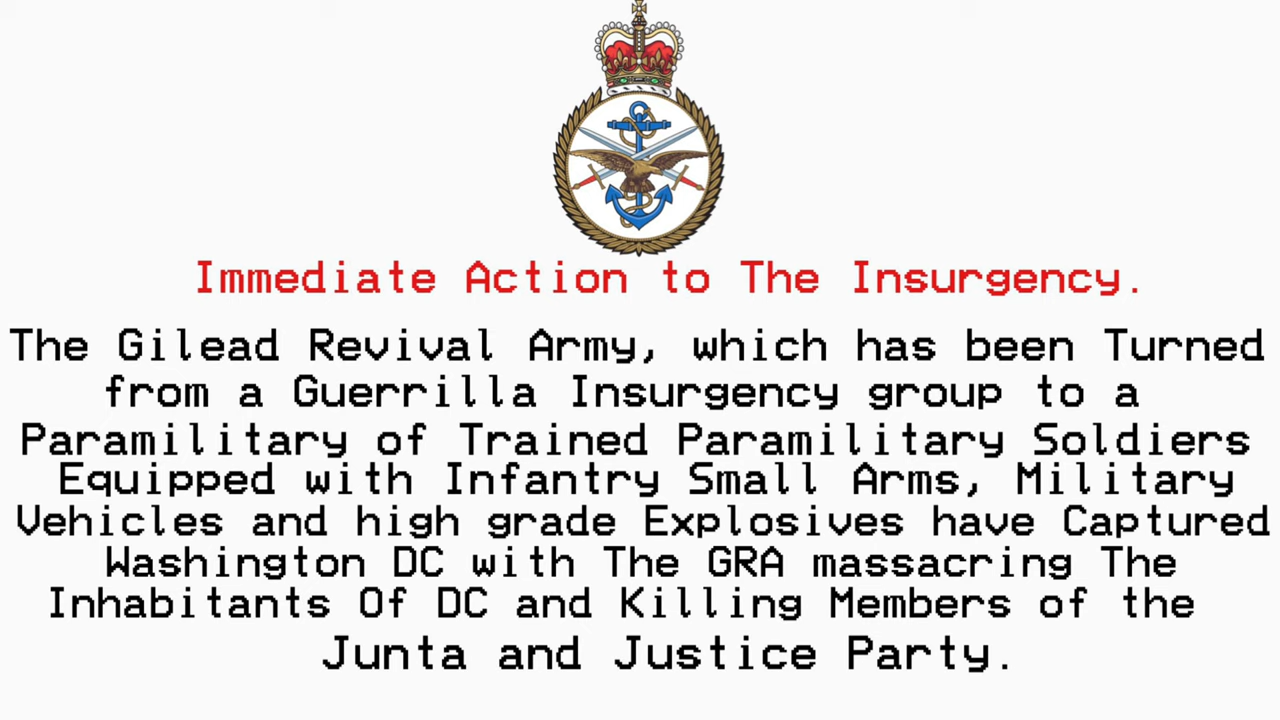 Immediate Action to The Insurgency.
The Gilead Revival Army, which has been Turned
from a Guerrilla Insurgency group to a
Paramilitary of Trained Paramilitary Soldiers
Equipped with Infantry Small Arms, Military
Vehicles and high grade Explosives have Captured
Washington DC with The GRA massacring The
Inhabitants Of DC and Killing Members of the
Junta and Justice Party.